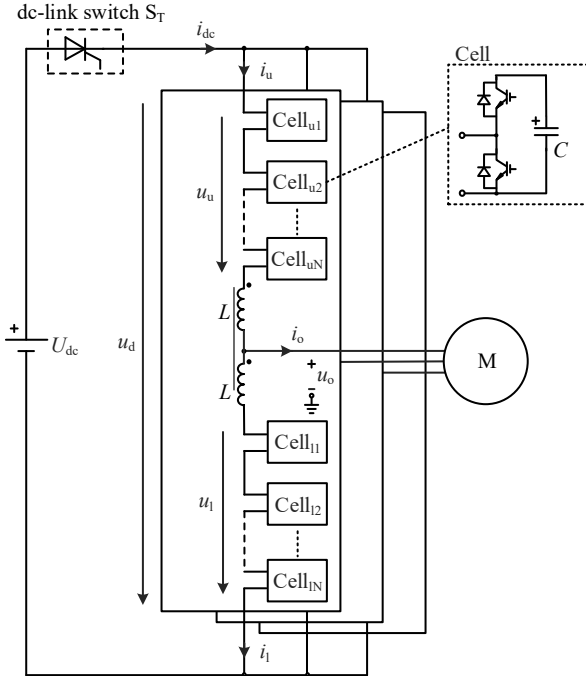 dc-link switch S_T
i_dc
i_u
Cell
Cell_u1
+
C
u_u
Cell_u2
Cell_uN
L
+
U_dc
u_d
i_o
+
u_o
-
M
L
Cell_l1
u_l
Cell_l2
Cell_lN
i_l